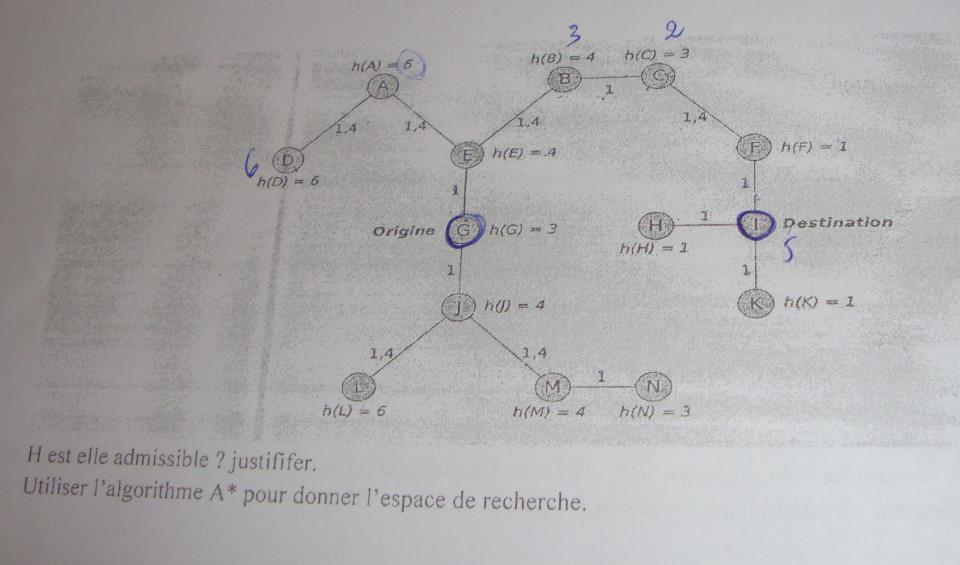 3
2
h(A) = 6
h(B) = 4
h(C) = 3
A
B
1
C
1,4
1,4
1,4
1,4
6
D
E
h(E) = 4
F
h(F) = 1
h(D) = 6
1
1
Origine
G
h(G) = 3
H
1
I
Destination
h(H) = 1
5
1
1
J
h(J) = 4
K
h(K) = 1
1,4
1,4
L
M
1
N
h(L) = 6
h(M) = 4
h(N) = 3
H est elle admissible ? justififer.
Utiliser l'algorithme A* pour donner l'espace de recherche.